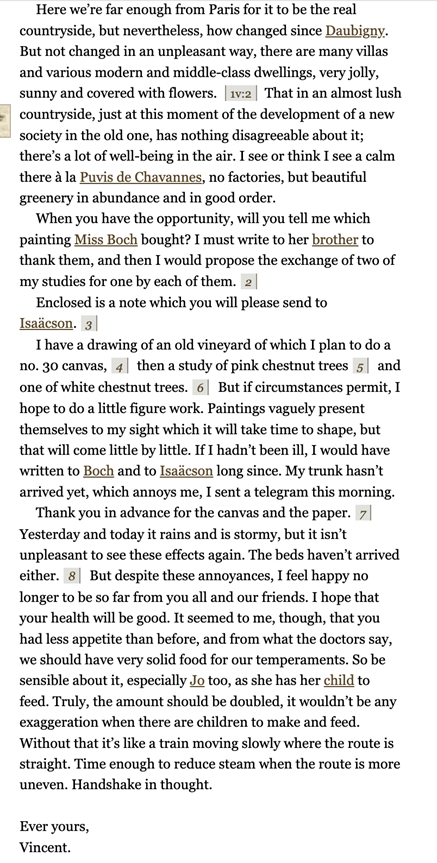 Here we're far enough from Paris for it to be the real
countryside, but nevertheless, how changed since Daubigny.
But not changed in an unpleasant way, there are many villas
and various modern and middle-class dwellings, very jolly,
sunny and covered with flowers. 1v:2 That in an almost lush
countryside, just at this moment of the development of a new
society in the old one, has nothing disagreeable about it;
there's a lot of well-being in the air. I see or think I see a calm
there à la Puvis de Chavannes, no factories, but beautiful
greenery in abundance and in good order.
When you have the opportunity, will you tell me which
painting Miss Boch bought? I must write to her brother to
thank them, and then I would propose the exchange of two of
my studies for one by each of them. 2
Enclosed is a note which you will please send to
Isaäcson. 3
I have a drawing of an old vineyard of which I plan to do a
no. 30 canvas, 4 then a study of pink chestnut trees 5 and
one of white chestnut trees. 6 But if circumstances permit, I
hope to do a little figure work. Paintings vaguely present
themselves to my sight which it will take time to shape, but
that will come little by little. If I hadn't been ill, I would have
written to Boch and to Isaäcson long since. My trunk hasn't
arrived yet, which annoys me, I sent a telegram this morning.
Thank you in advance for the canvas and the paper. 7
Yesterday and today it rains and is stormy, but it isn't
unpleasant to see these effects again. The beds haven't arrived
either. 8 But despite these annoyances, I feel happy no
longer to be so far from you all and our friends. I hope that
your health will be good. It seemed to me, though, that you
had less appetite than before, and from what the doctors say,
we should have very solid food for our temperaments. So be
sensible about it, especially Jo too, as she has her child to
feed. Truly, the amount should be doubled, it wouldn't be any
exaggeration when there are children to make and feed.
Without that it's like a train moving slowly where the route is
straight. Time enough to reduce steam when the route is more
uneven. Handshake in thought.
Ever yours,
Vincent.